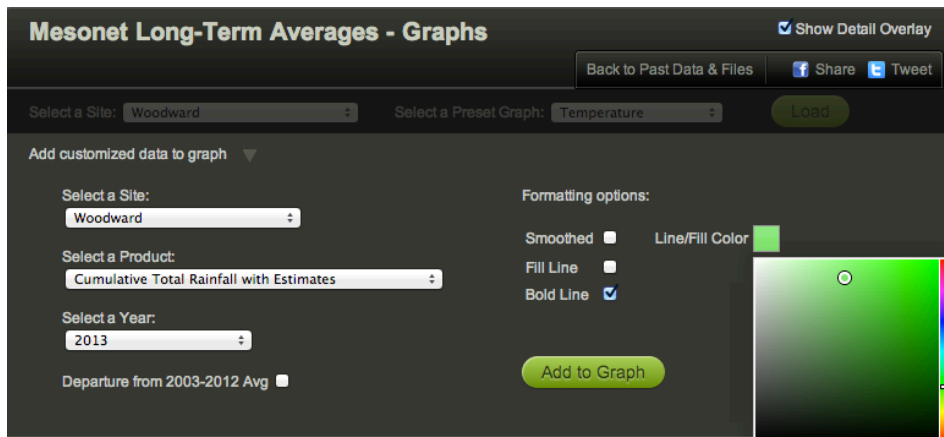 Mesonet Long-Term Averages - Graphs
Show Detail Overlay
Back to Past Data & Files
Share
Tweet
Select a Site: Woodward
Select a Preset Graph: Temperature
Load
Add customized data to graph
Select a Site:
Woodward
Select a Product:
Cumulative Total Rainfall with Estimates
Select a Year:
2013
Departure from 2003-2012 Avg
Formatting options:
Smoothed
Line/Fill Color
Fill Line
Bold Line
Add to Graph